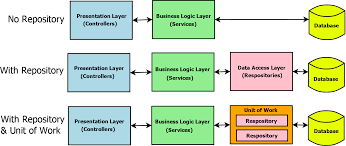 No Repository
Presentation Layer
(Controllers)
Business Logic Layer
(Services)
Database
With Repository
Presentation Layer
(Controllers)
Business Logic Layer
(Services)
Data Access Layer
(Respositories)
Database
With Repository
& Unit of Work
Presentation Layer
(Controllers)
Business Logic Layer
(Services)
Unit of Work
Respository
Respository
Database